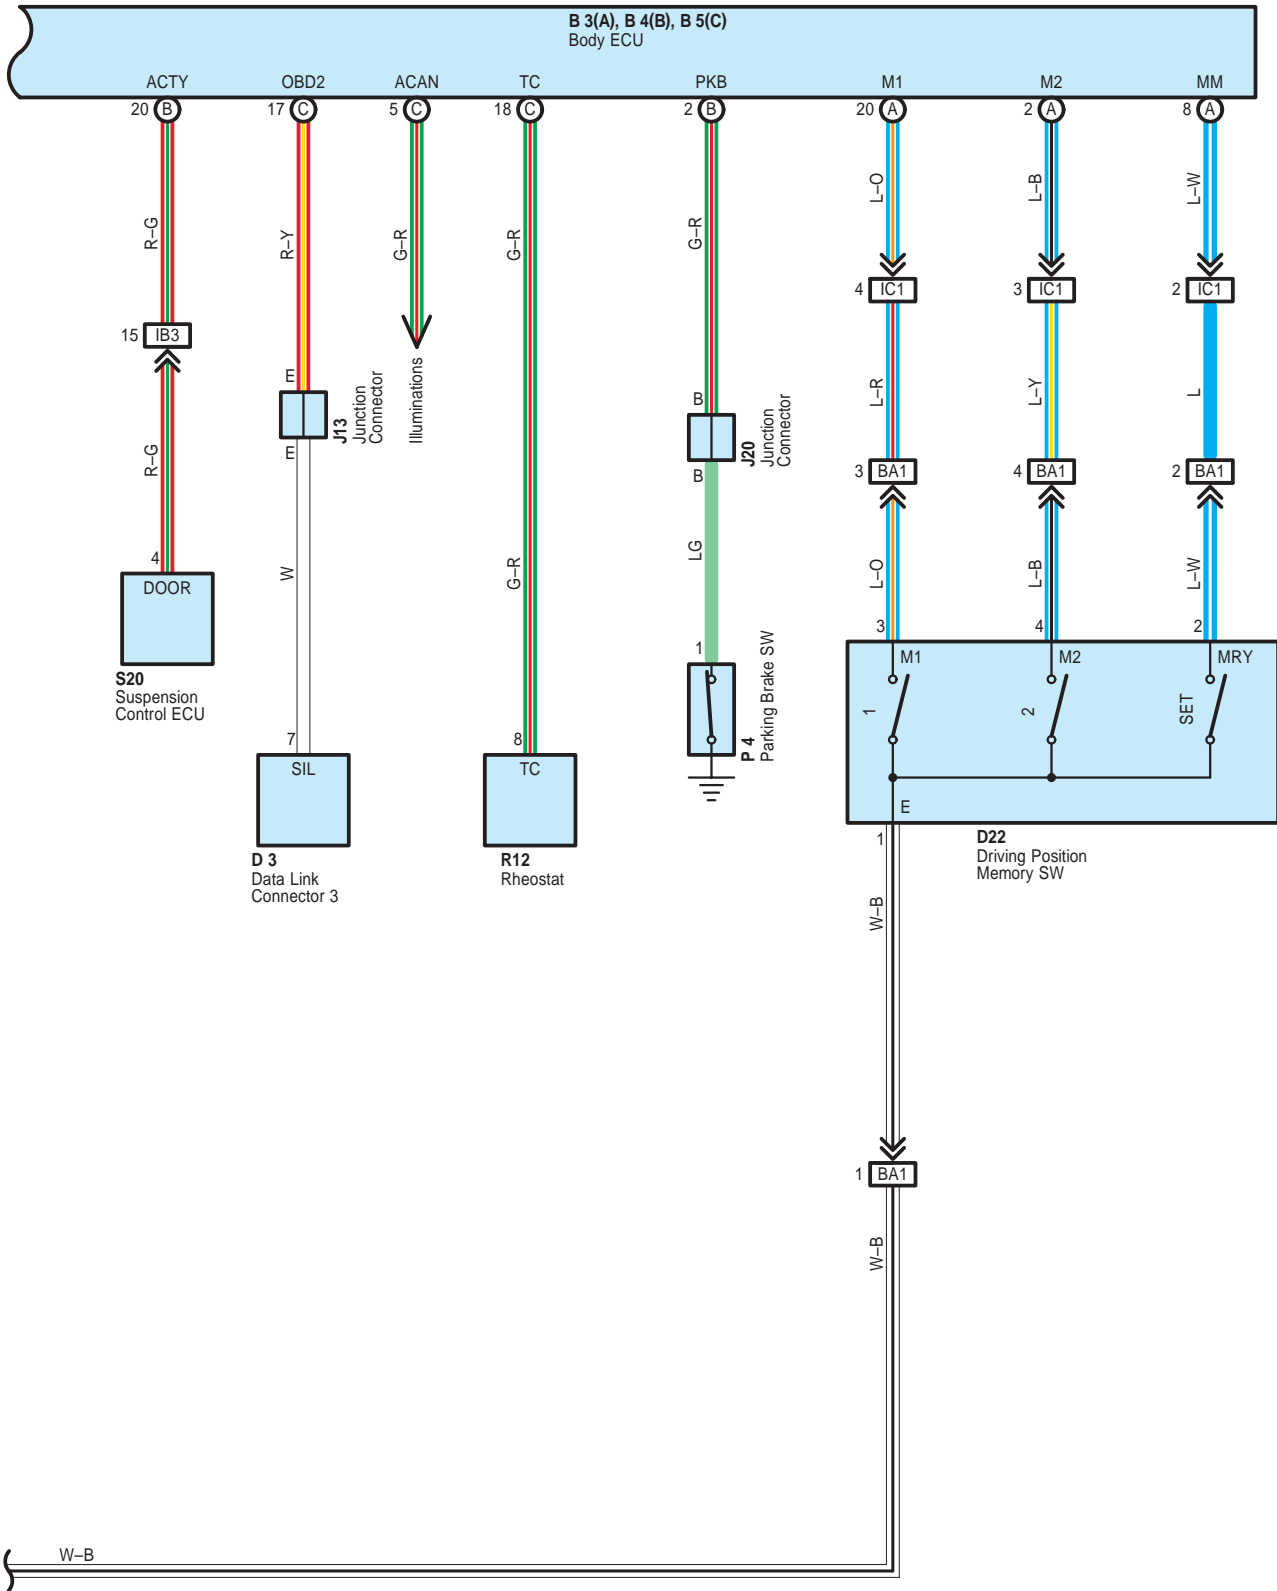 B 3(A), B 4(B), B 5(C)
Body ECU
ACTY OBD2 ACAN TC PKB M1 M2 MM
20 B 17 C 5 C 18 C 2 B 20 A 2 A 8 A
R–G R–Y G–R G–R G–R L–O L–B L–W
4 IC1 3 IC1 2 IC1
15 IB3
E
J13
Junction
Connector
E
Illuminations
B
J20
Junction
Connector
B
L–R L–Y L
R–G
3 BA1 4 BA1 2 BA1
W G–R LG L–O L–B L–W
4
DOOR
S20
Suspension
Control ECU
1
P 4
Parking Brake SW
3 4 2
M1 M2 MRY
1 2 SET
E
1
D22
Driving Position
Memory SW
7
SIL
D 3
Data Link
Connector 3
8
TC
R12
Rheostat
W–B
1 BA1
W–B
W–B